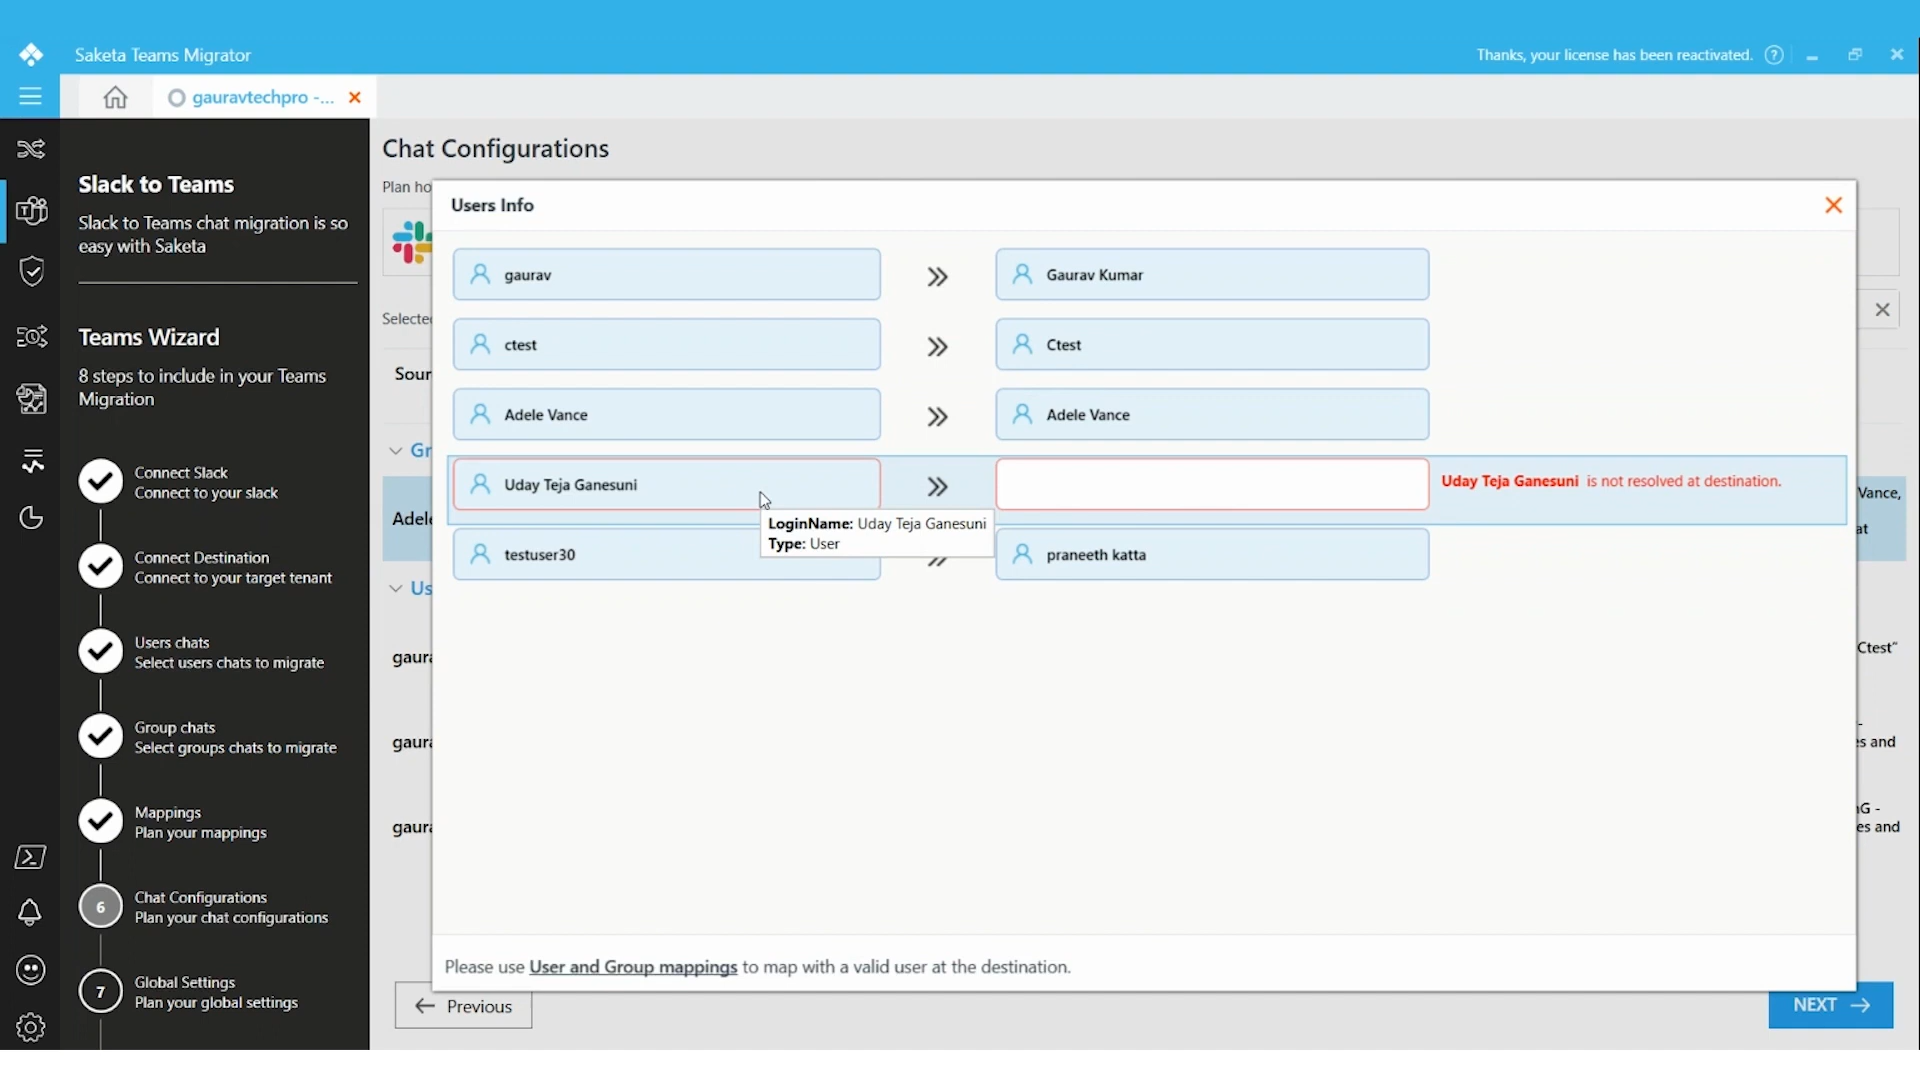 Saketa Teams Migrator
Thanks, your license has been reactivated.
gauravtechpro -...
Slack to Teams
Slack to Teams chat migration is so
easy with Saketa
Teams Wizard
8 steps to include in your Teams
Migration
Connect Slack
Connect to your slack
Connect Destination
Connect to your target tenant
Users chats
Select users chats to migrate
Group chats
Select groups chats to migrate
Mappings
Plan your mappings
6
Chat Configurations
Plan your chat configurations
7
Global Settings
Plan your global settings
Chat Configurations
Plan ho
Selected
Sour
Gr
Adele
Us
gaura
gaura
gaura
Users Info
gaurav
Gaurav Kumar
ctest
Ctest
Adele Vance
Adele Vance
Uday Teja Ganesuni
Uday Teja Ganesuni is not resolved at destination.
LoginName: Uday Teja Ganesuni
Type: User
testuser30
praneeth katta
Vance,
at
Ctest"
-
es and
G -
es and
Please use User and Group mappings to map with a valid user at the destination.
Previous
NEXT